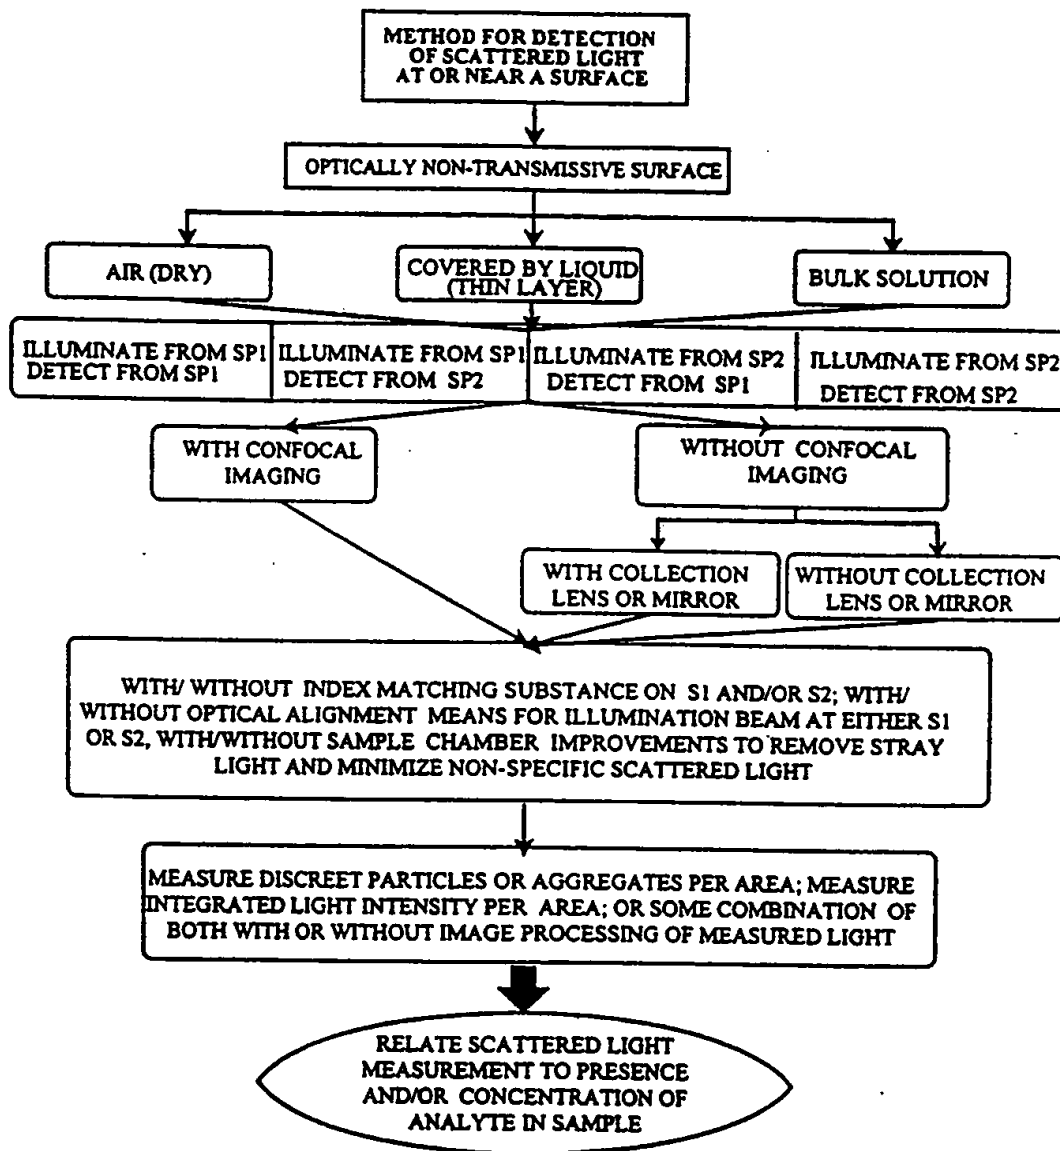 METHOD FOR DETECTION
OF SCATTERED LIGHT
AT OR NEAR A SURFACE
OPTICALLY NON-TRANSMISSIVE SURFACE
AIR (DRY)
COVERED BY LIQUID
(THIN LAYER)
BULK SOLUTION
ILLUMINATE FROM SP1
DETECT FROM SP1
ILLUMINATE FROM SP1
DETECT FROM SP2
ILLUMINATE FROM SP2
DETECT FROM SP1
ILLUMINATE FROM SP2
DETECT FROM SP2
WITH CONFOCAL
IMAGING
WITHOUT CONFOCAL
IMAGING
WITH COLLECTION
LENS OR MIRROR
WITHOUT COLLECTION
LENS OR MIRROR
WITH/ WITHOUT INDEX MATCHING SUBSTANCE ON S1 AND/OR S2; WITH/
WITHOUT OPTICAL ALIGNMENT MEANS FOR ILLUMINATION BEAM AT EITHER S1
OR S2, WITH/WITHOUT SAMPLE CHAMBER IMPROVEMENTS TO REMOVE STRAY
LIGHT AND MINIMIZE NON-SPECIFIC SCATTERED LIGHT
MEASURE DISCREET PARTICLES OR AGGREGATES PER AREA; MEASURE
INTEGRATED LIGHT INTENSITY PER AREA; OR SOME COMBINATION OF
BOTH WITH OR WITHOUT IMAGE PROCESSING OF MEASURED LIGHT
RELATE SCATTERED LIGHT
MEASUREMENT TO PRESENCE
AND/OR CONCENTRATION OF
ANALYTE IN SAMPLE